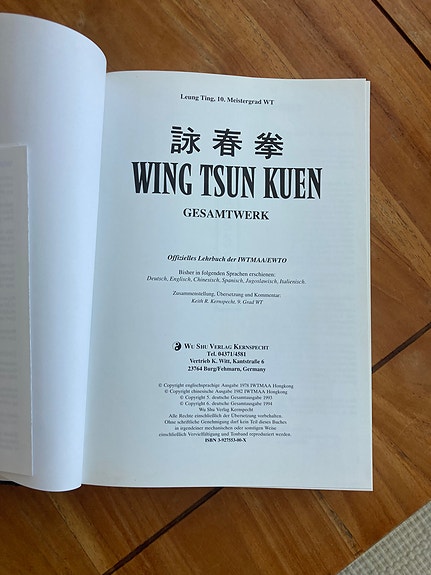 Leung Ting, 10. Meistergrad WT
詠春拳
WING TSUN KUEN
GESAMTWERK
Offizielles Lehrbuch der IWTMAA/EWTO
Bisher in folgenden Sprachen erschienen:
Deutsch, Englisch, Chinesisch, Spanisch, Jugoslawisch, Italienisch.
Zusammenstellung, Übersetzung und Kommentar:
Keith R. Kernspecht, 9. Grad WT
WU SHU VERLAG KERNSPECHT
Tel. 04371/4581
Vertrieb K. Witt, Kantstraße 6
23764 Burg/Fehmarn, Germany
© Copyright englischsprachige Ausgabe 1978 IWTMAA Hongkong
© Copyright chinesische Ausgabe 1982 IWTMAA Hongkong
© Copyright 5. deutsche Gesamtausgabe 1993
© Copyright 6. deutsche Gesamtausgabe 1994
Wu Shu Verlag Kernspecht
Alle Rechte einschließlich der Übersetzung vorbehalten.
Ohne schriftliche Genehmigung darf kein Teil dieses Buches
in irgendeiner mechanischen oder sonstigen Weise
einschließlich Vervielfältigung und Tonband reproduziert werden.
ISBN 3-927553-00-X